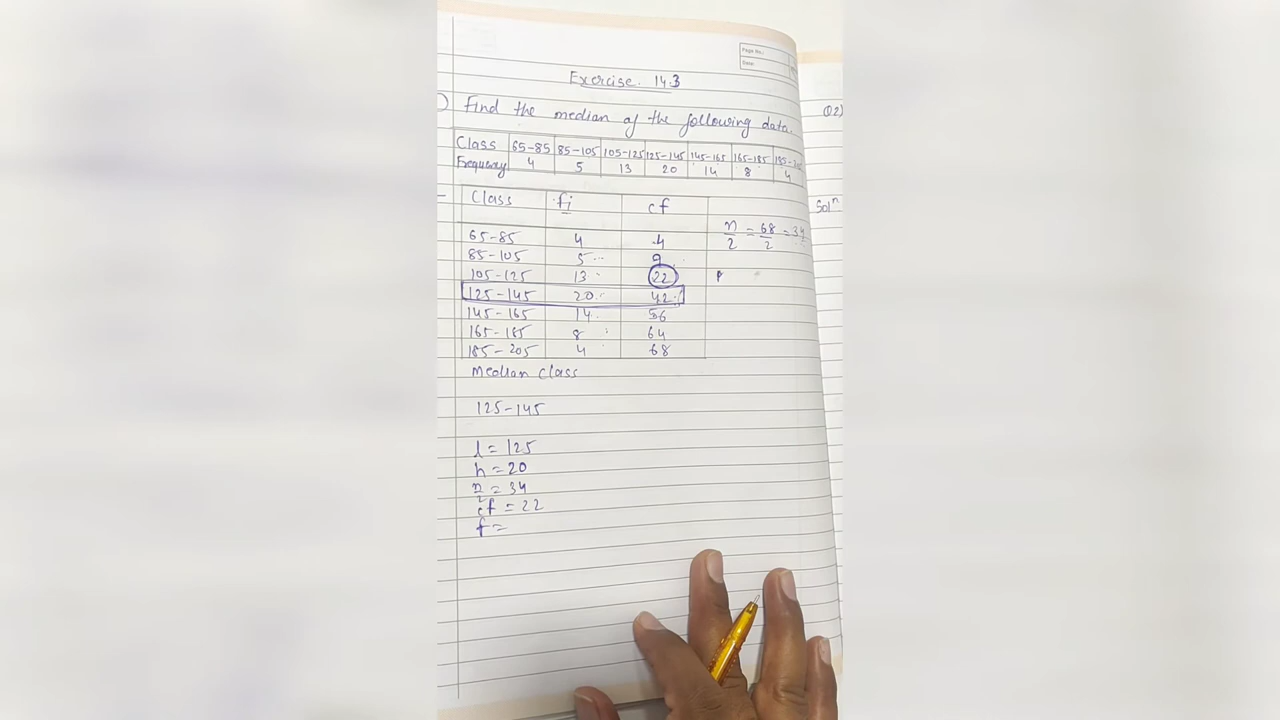 Page No.:
Date:
Exercise. 14.3
Q2)
) Find the median of the following data.
Class 65-85 85-105 105-125 125-145 145-165 165-185 185-205
Frequency 4 5 13 20 14 8 4
Class fi cf
Solⁿ
n/2 = 68/2 = 34
65-85 4 4
85-105 5 9
105-125 13 22
125-145 20 42
145-165 14 56
165-185 8 64
185-205 4 68
Median class
125-145
l = 125
h = 20
n/2 = 34
cf = 22
f =